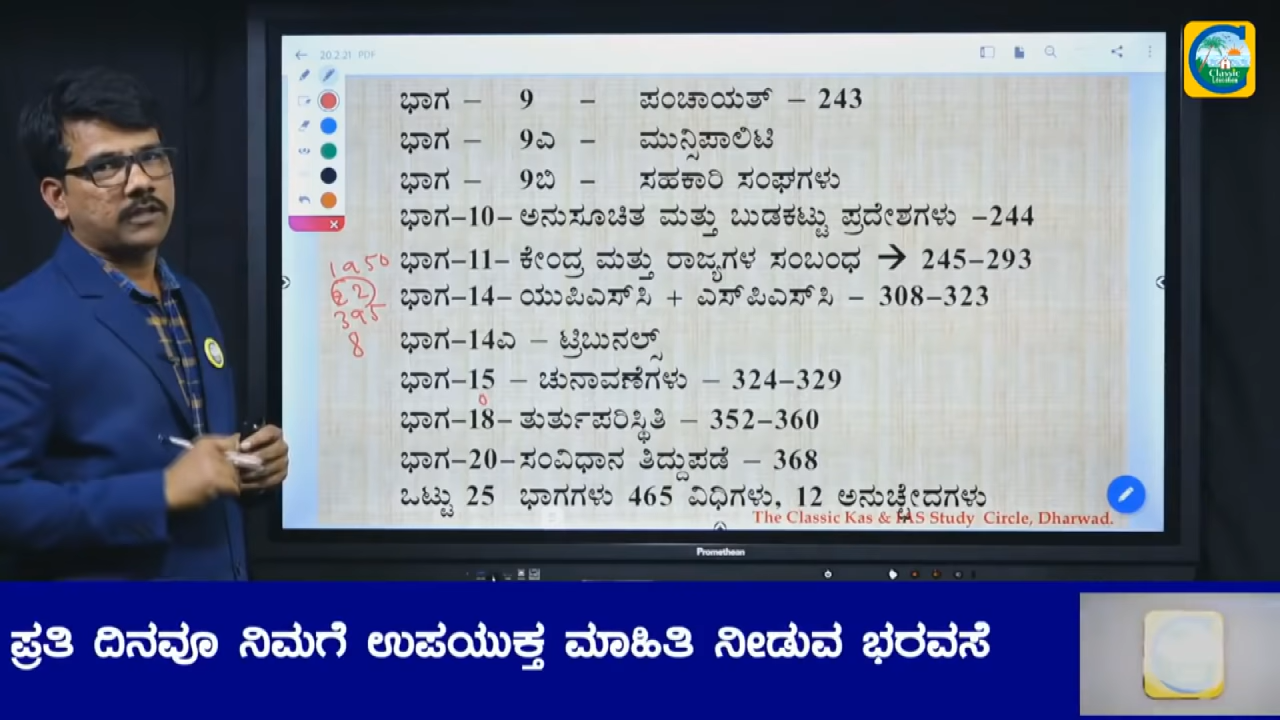 20.2.21 PDF
Classic
Education
ಭಾಗ – 9 – ಪಂಚಾಯತ್ – 243
ಭಾಗ – 9ಎ – ಮುನ್ಸಿಪಾಲಿಟಿ
ಭಾಗ – 9ಬಿ – ಸಹಕಾರಿ ಸಂಘಗಳು
ಭಾಗ–10– ಅನುಸೂಚಿತ ಮತ್ತು ಬುಡಕಟ್ಟು ಪ್ರದೇಶಗಳು –244
ಭಾಗ–11– ಕೇಂದ್ರ ಮತ್ತು ರಾಜ್ಯಗಳ ಸಂಬಂಧ → 245–293
ಭಾಗ–14– ಯುಪಿಎಸ್‌ಸಿ + ಎಸ್‌ಪಿಎಸ್‌ಸಿ – 308–323
ಭಾಗ–14ಎ – ಟ್ರಿಬುನಲ್ಸ್
ಭಾಗ–15 – ಚುನಾವಣೆಗಳು – 324–329
ಭಾಗ–18– ತುರ್ತುಪರಿಸ್ಥಿತಿ – 352–360
ಭಾಗ–20–ಸಂವಿಧಾನ ತಿದ್ದುಪಡೆ – 368
ಒಟ್ಟು 25 ಭಾಗಗಳು 465 ವಿಧಿಗಳು, 12 ಅನುಚ್ಛೇದಗಳು
1950
22
395
8
The Classic Kas & IAS Study Circle, Dharwad.
Promethean
ಪ್ರತಿ ದಿನವೂ ನಿಮಗೆ ಉಪಯುಕ್ತ ಮಾಹಿತಿ ನೀಡುವ ಭರವಸೆ